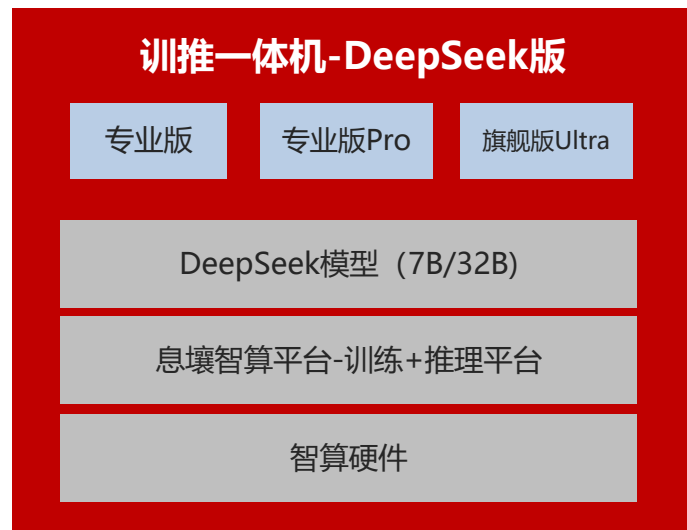 训推一体机-DeepSeek版
专业版
专业版Pro
旗舰版Ultra
DeepSeek模型（7B/32B)
息壤智算平台-训练+推理平台
智算硬件